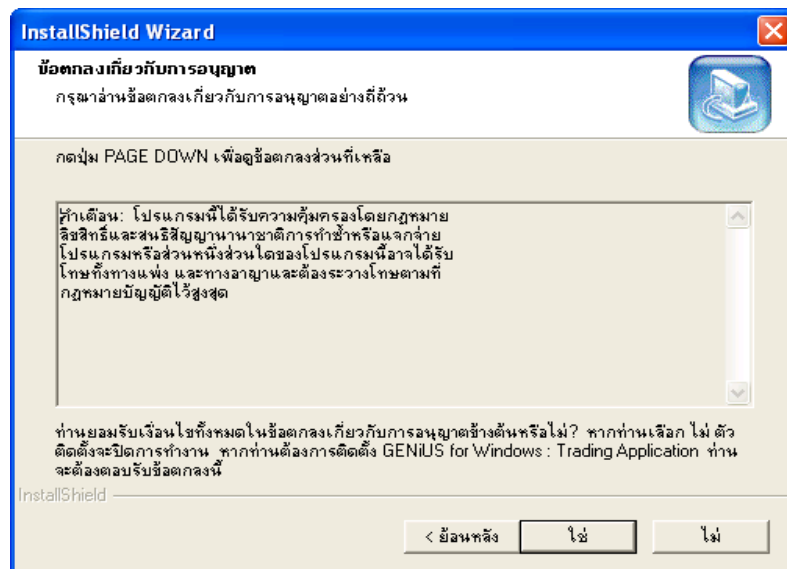 InstallShield Wizard
ข้อตกลงเกี่ยวกับการอนุญาต
กรุณาอ่านข้อตกลงเกี่ยวกับการอนุญาตอย่างถี่ถ้วน
กดปุ่ม PAGE DOWN เพื่อดูข้อตกลงส่วนที่เหลือ
คำเตือน: โปรแกรมนี้ได้รับความคุ้มครองโดยกฎหมาย
ลิขสิทธิ์และสนธิสัญญานานาชาติการทำซ้ำหรือแจกจ่าย
โปรแกรมหรือส่วนหนึ่งส่วนใดของโปรแกรมนี้อาจได้รับ
โทษทั้งทางแพ่ง และทางอาญาและต้องระวางโทษตามที่
กฎหมายบัญญัติไว้สูงสุด
ท่านยอมรับเงื่อนไขทั้งหมดในข้อตกลงเกี่ยวกับการอนุญาตข้างต้นหรือไม่? หากท่านเลือก ไม่ ตัว
ติดตั้งจะปิดการทำงาน หากท่านต้องการติดตั้ง GENiUS for Windows : Trading Application ท่าน
จะต้องตอบรับข้อตกลงนี้
InstallShield
< ย้อนหลัง ใช่ ไม่